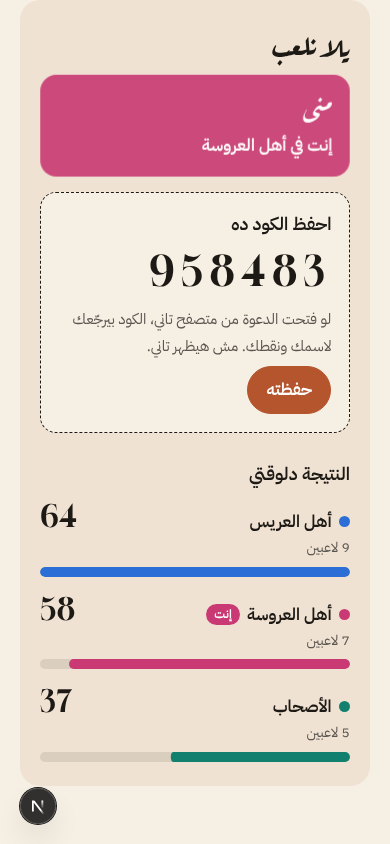 يلا نلعب
منى
إنت في أهل العروسة
احفظ الكود ده
958483
لو فتحت الدعوة من متصفح تاني، الكود بيرجّعك
لاسمك ونقطك. مش هيظهر تاني.
حفظته
النتيجة دلوقتي
أهل العريس 64
9 لاعبين
أهل العروسة إنت 58
7 لاعبين
الأصحاب 37
5 لاعبين
N